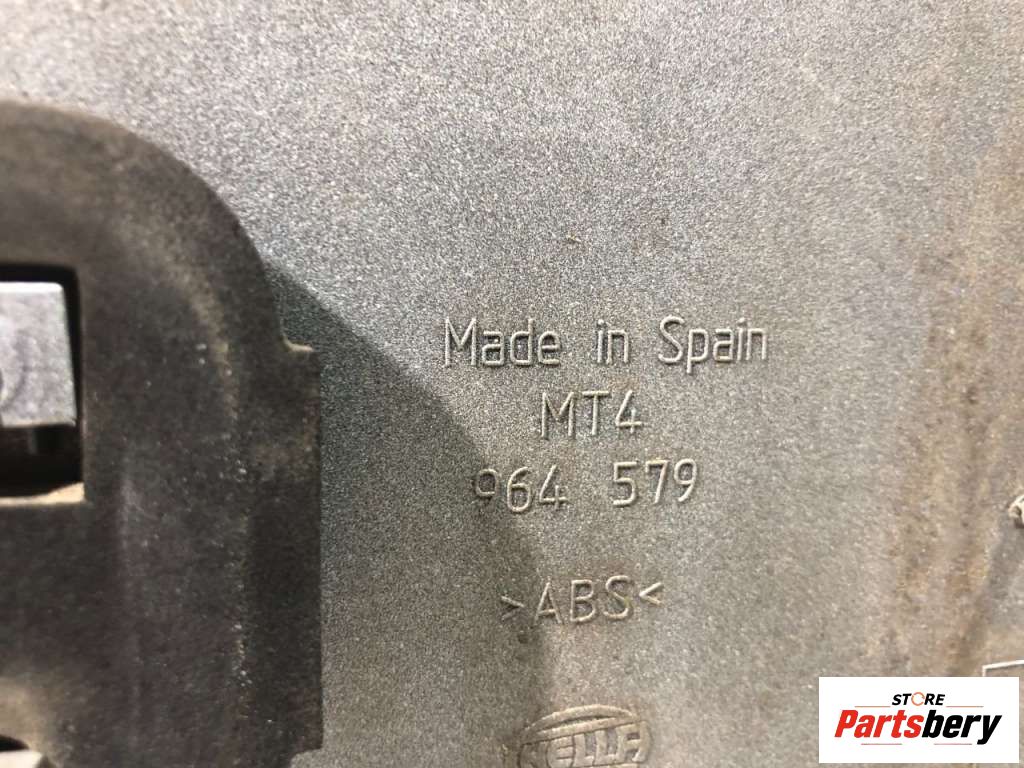 Made in Spain
MT4
964 579
>ABS<
HELLA
STORE
Partsbery